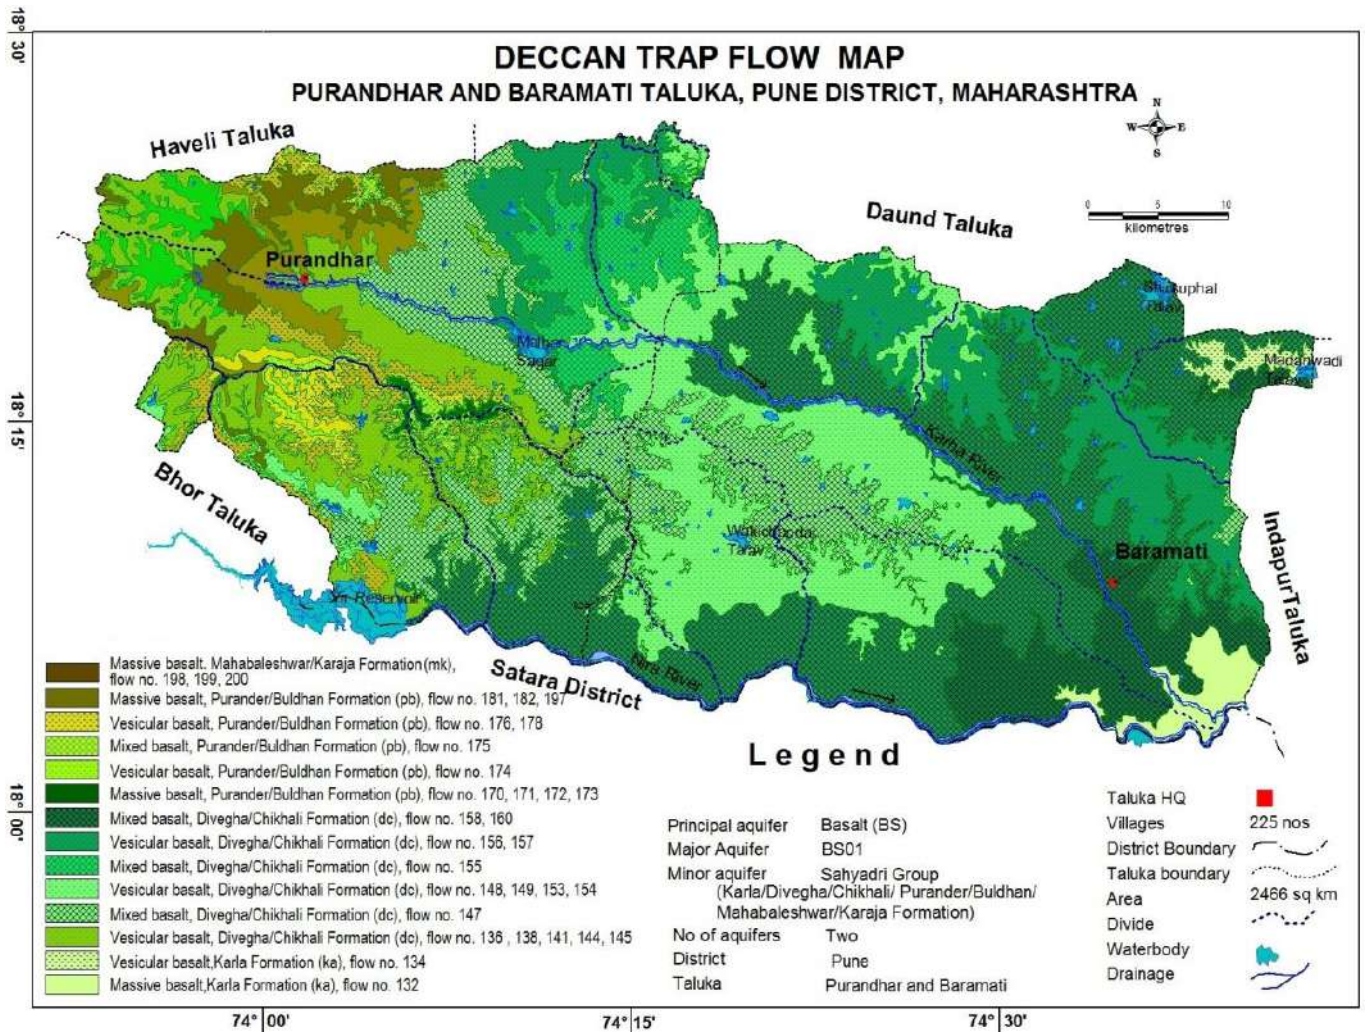 18° 30'
DECCAN TRAP FLOW MAP
PURANDHAR AND BARAMATI TALUKA, PUNE DISTRICT, MAHARASHTRA
N
W E
S
Haveli Taluka
Daund Taluka
0 5 10
kilometres
Purandhar
Malhar
Sagar
Shirsuphal
Talav
Madanwadi
Talav
18° 15'
Karha River
Bhor Taluka
Talav
Baramati
Indapur Taluka
Reservoir
Satara District
Nira River
Massive basalt, Mahabaleshwar/Karaja Formation (mk),
flow no. 198, 199, 200
Massive basalt, Purander/Buldhan Formation (pb), flow no. 181, 182, 197
Vesicular basalt, Purander/Buldhan Formation (pb), flow no. 176, 178
Mixed basalt, Purander/Buldhan Formation (pb), flow no. 175
Vesicular basalt, Purander/Buldhan Formation (pb), flow no. 174
Massive basalt, Purander/Buldhan Formation (pb), flow no. 170, 171, 172, 173
Mixed basalt, Divegha/Chikhali Formation (dc), flow no. 158, 160
Vesicular basalt, Divegha/Chikhali Formation (dc), flow no. 156, 157
Mixed basalt, Divegha/Chikhali Formation (dc), flow no. 155
Vesicular basalt, Divegha/Chikhali Formation (dc), flow no. 148, 149, 153, 154
Mixed basalt, Divegha/Chikhali Formation (dc), flow no. 147
Vesicular basalt, Divegha/Chikhali Formation (dc), flow no. 136 , 138, 141, 144, 145
Vesicular basalt,Karla Formation (ka), flow no. 134
Massive basalt,Karla Formation (ka), flow no. 132
18° 00'
Legend
Principal aquifer Basalt (BS)
Major Aquifer BS01
Minor aquifer Sahyadri Group
(Karla/Divegha/Chikhali/ Purander/Buldhan/
Mahabaleshwar/Karaja Formation)
No of aquifers Two
District Pune
Taluka Purandhar and Baramati
Taluka HQ
Villages 225 nos
District Boundary
Taluka boundary
Area 2466 sq km
Divide
Waterbody
Drainage
74° 00' 74° 15' 74° 30'